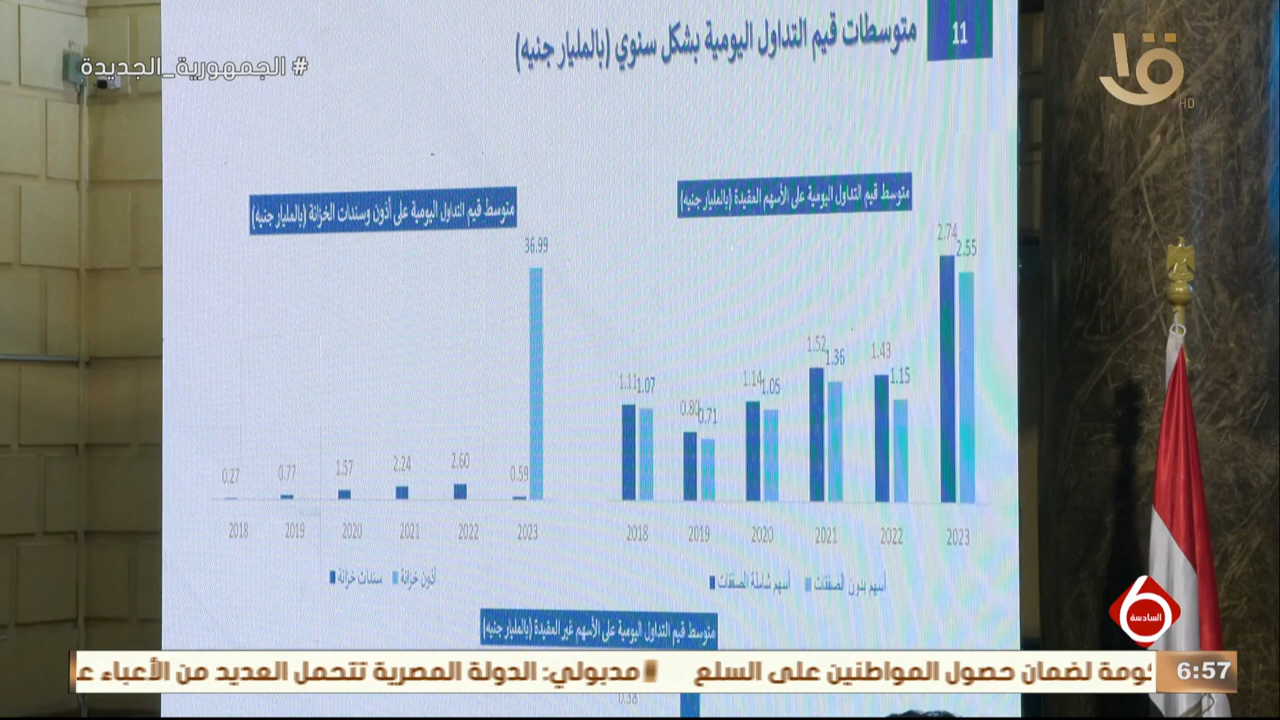 متوسطات قيم التداول اليومية بشكل سنوي (بالمليار جنيه)
11
# الجمهورية_الجديدة
HD
متوسط قيم التداول اليومية على الأسهم المقيدة (بالمليار جنيه)
2.74
2.55
1.52
1.36
1.43
1.15
1.11
1.07
1.14
1.05
0.80
0.71
2018 2019 2020 2021 2022 2023
أسهم شاملة الصفقات أسهم بدون الصفقات
متوسط قيم التداول اليومية على أذون وسندات الخزانة (بالمليار جنيه)
36.99
0.27 0.77 1.57 2.24 2.60 0.59
2018 2019 2020 2021 2022 2023
سندات خزانة أذون خزانة
متوسط قيم التداول اليومية على الأسهم غير المقيدة (بالمليار جنيه)
السادسة
6:57
كومة لضمان حصول المواطنين على السلع مدبولي: الدولة المصرية تتحمل العديد من الأعباء
0.38